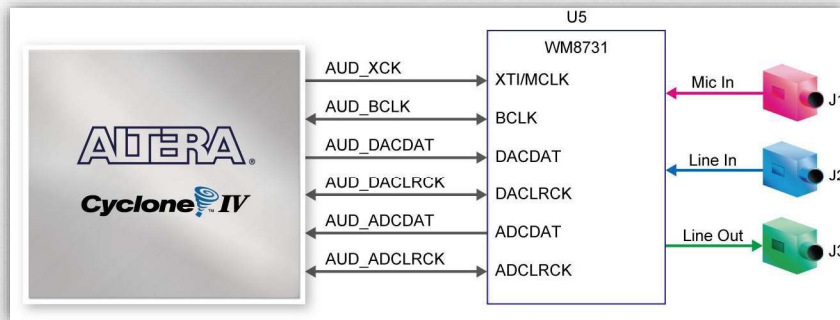 U5
WM8731
ALTERA®
Cyclone™ IV
AUD_XCK
AUD_BCLK
AUD_DACDAT
AUD_DACLRCK
AUD_ADCDAT
AUD_ADCLRCK
XTI/MCLK
BCLK
DACDAT
DACLRCK
ADCDAT
ADCLRCK
Mic In
J1
Line In
J2
Line Out
J3